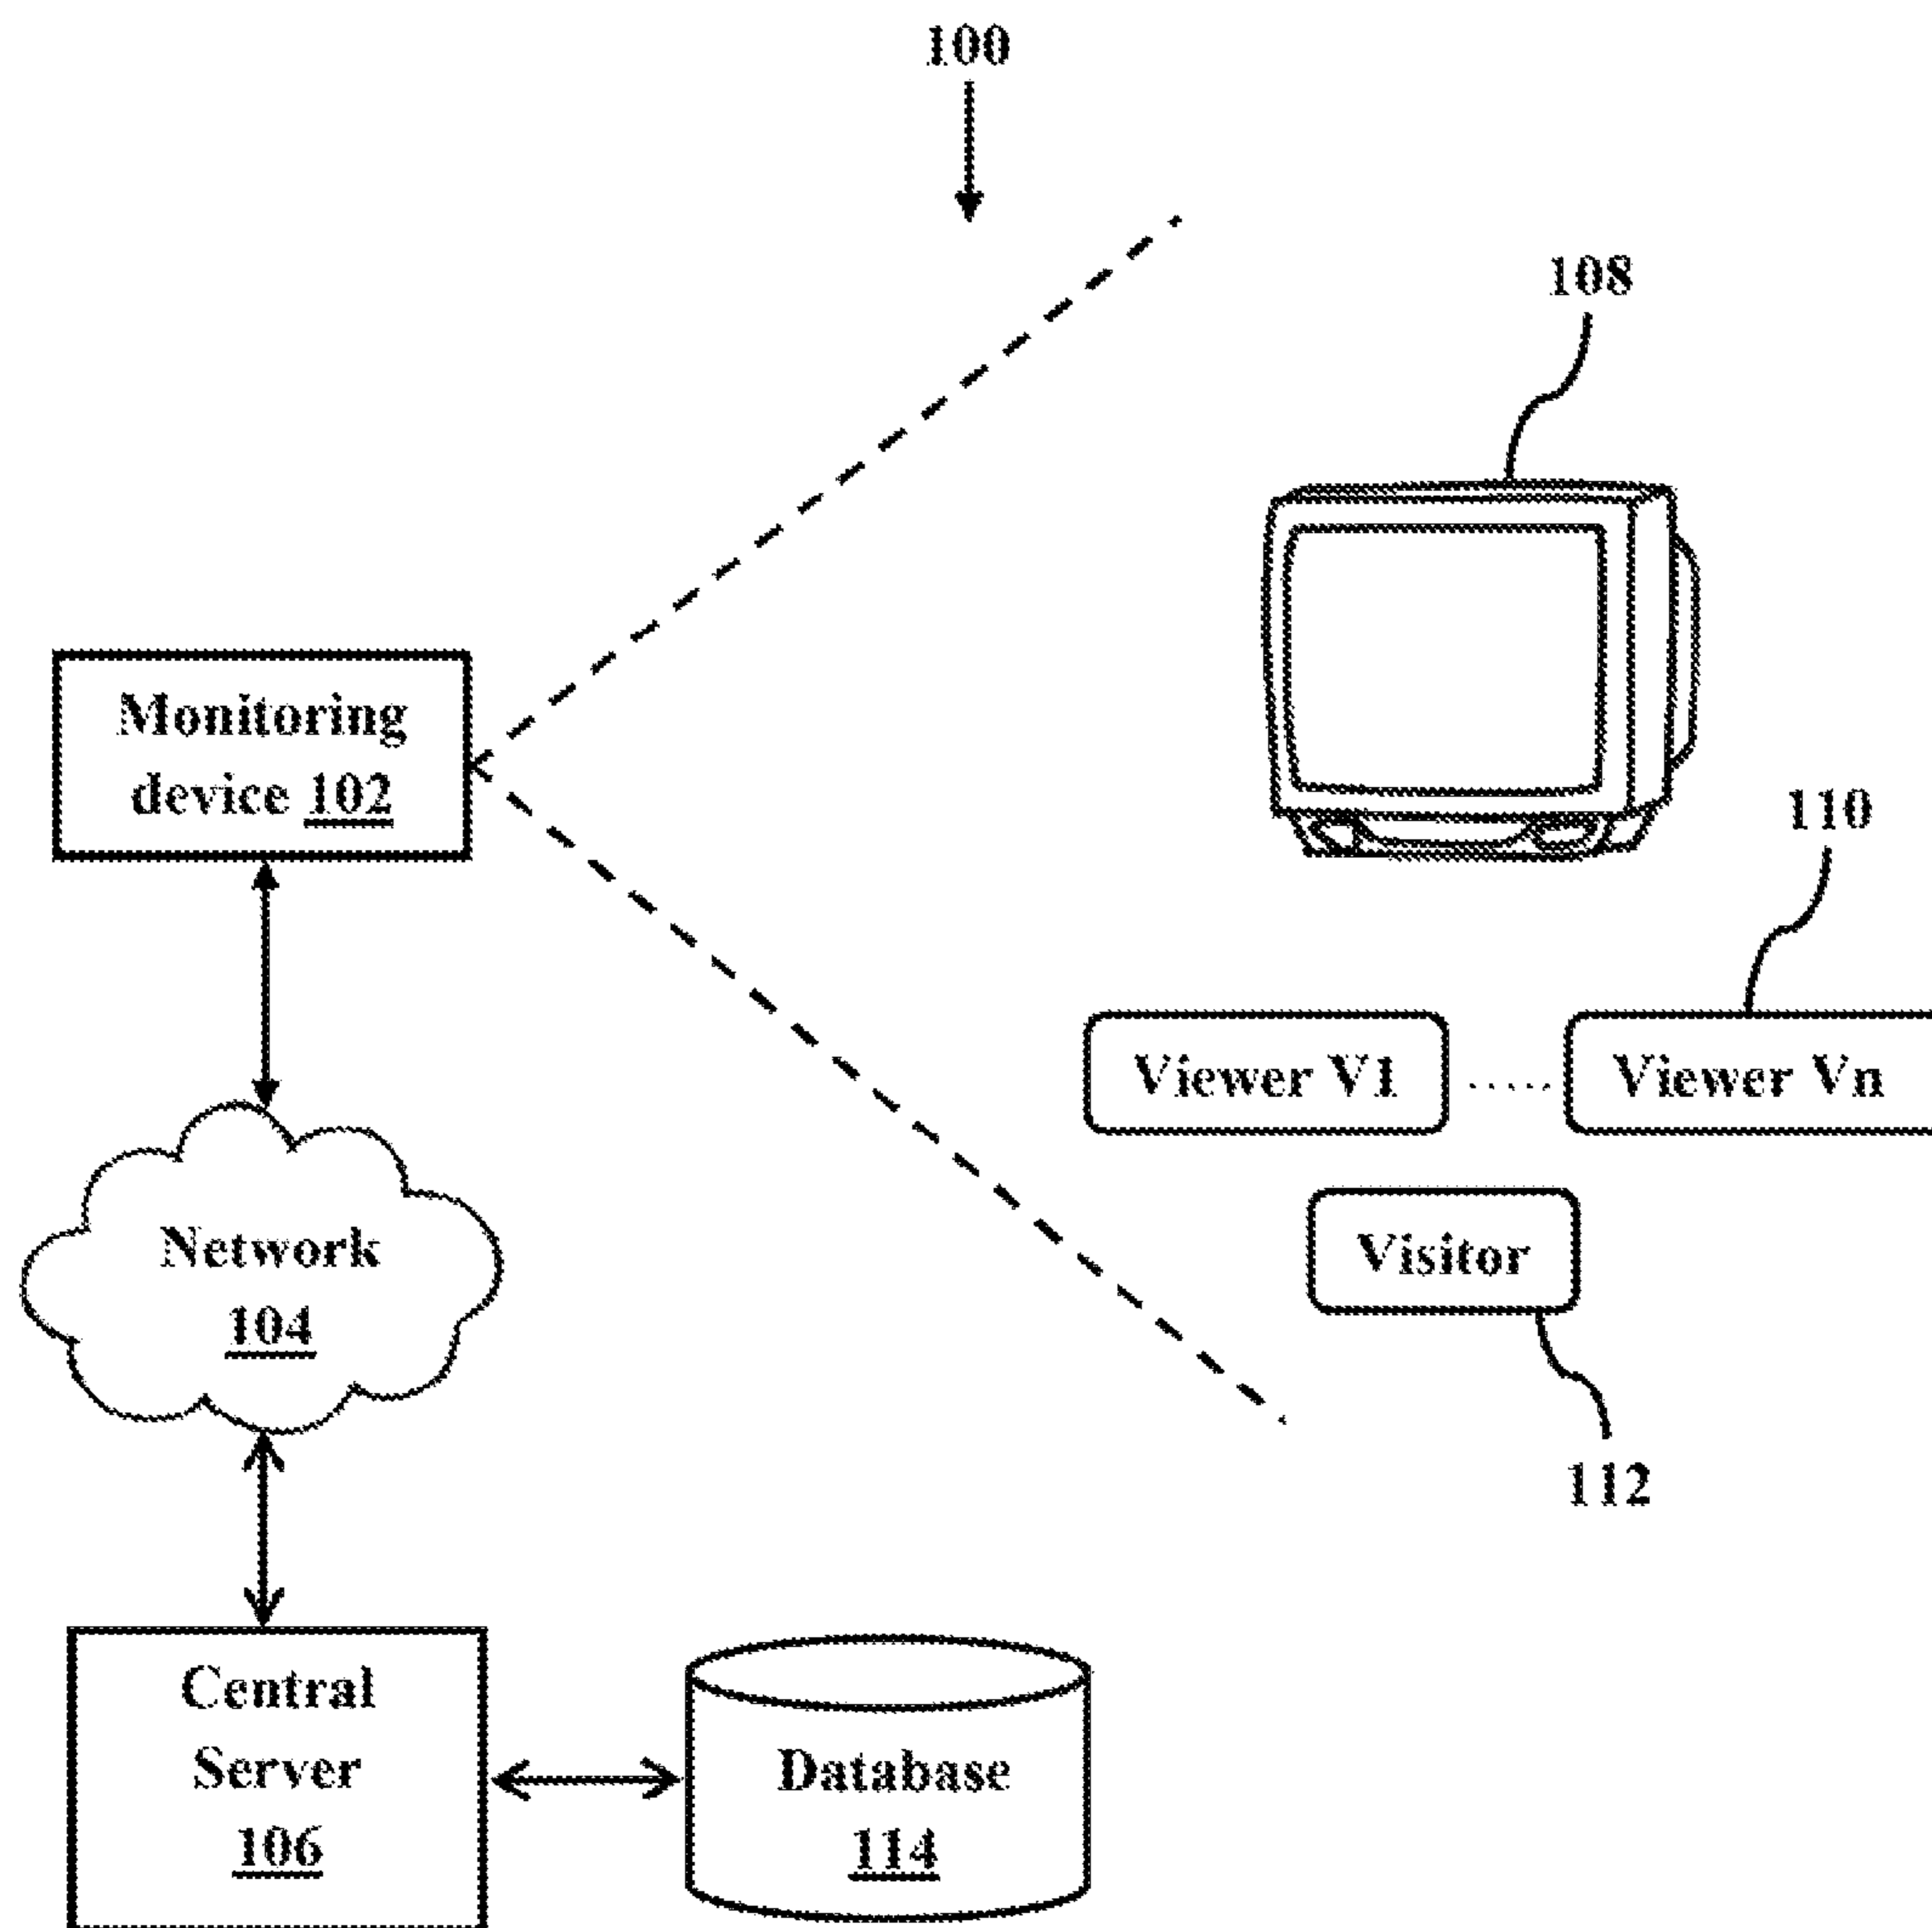 100
108
Monitoring
device 102
110
Viewer V1 ..... Viewer Vn
Network
104
Visitor
112
Central
Server
106
Database
114